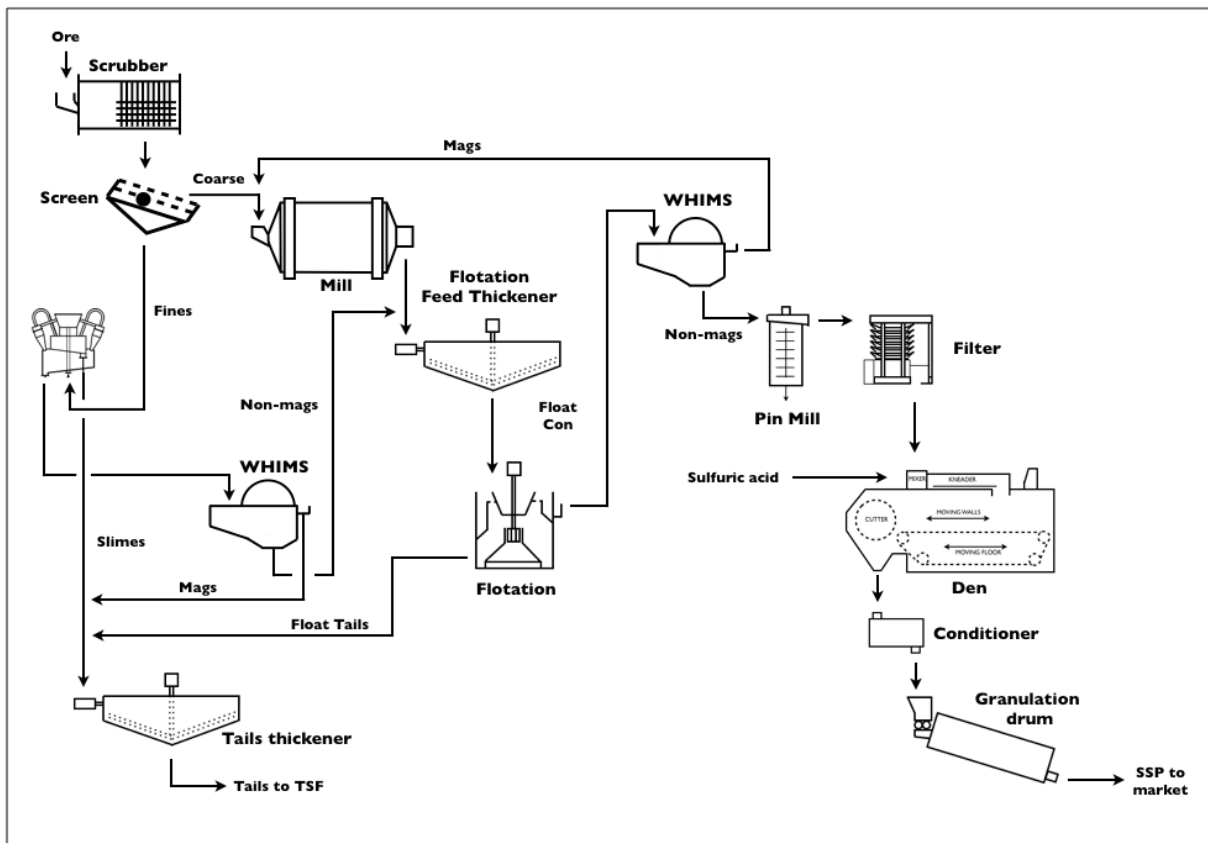 Ore
Scrubber
Mags
Coarse
Screen
WHIMS
Mill
Flotation
Feed Thickener
Fines
Non-mags
Filter
Non-mags
Float
Con
Pin Mill
WHIMS
Sulfuric acid
MIXER
KNEADER
MOVING WALLS
CUTTER
Slimes
MOVING FLOOR
Mags
Flotation
Den
Float Tails
Conditioner
Granulation
drum
Tails thickener
Tails to TSF
SSP to
market